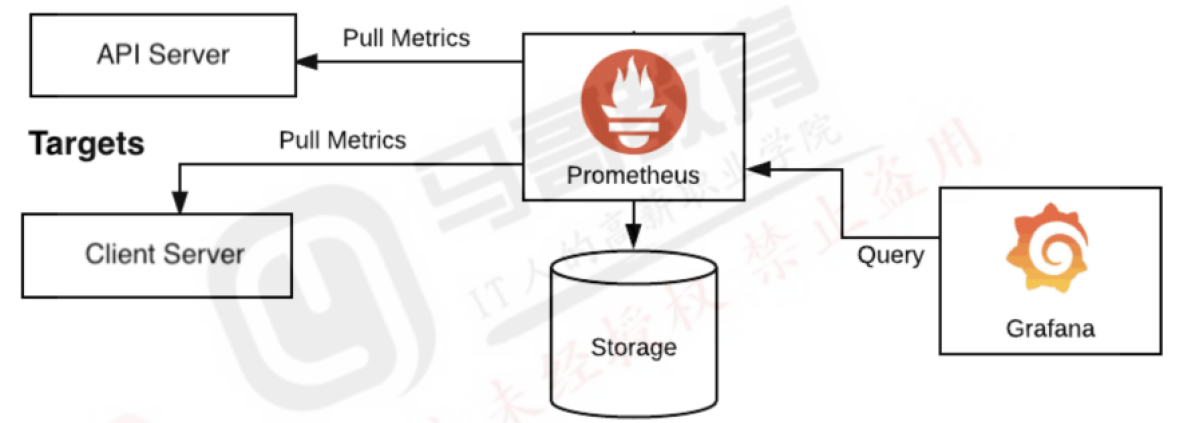 API Server
Pull Metrics
Targets
Pull Metrics
Prometheus
Client Server
Query
Storage
Grafana
马哥教育
IT人的高薪职业学院
未经授权禁止盗用